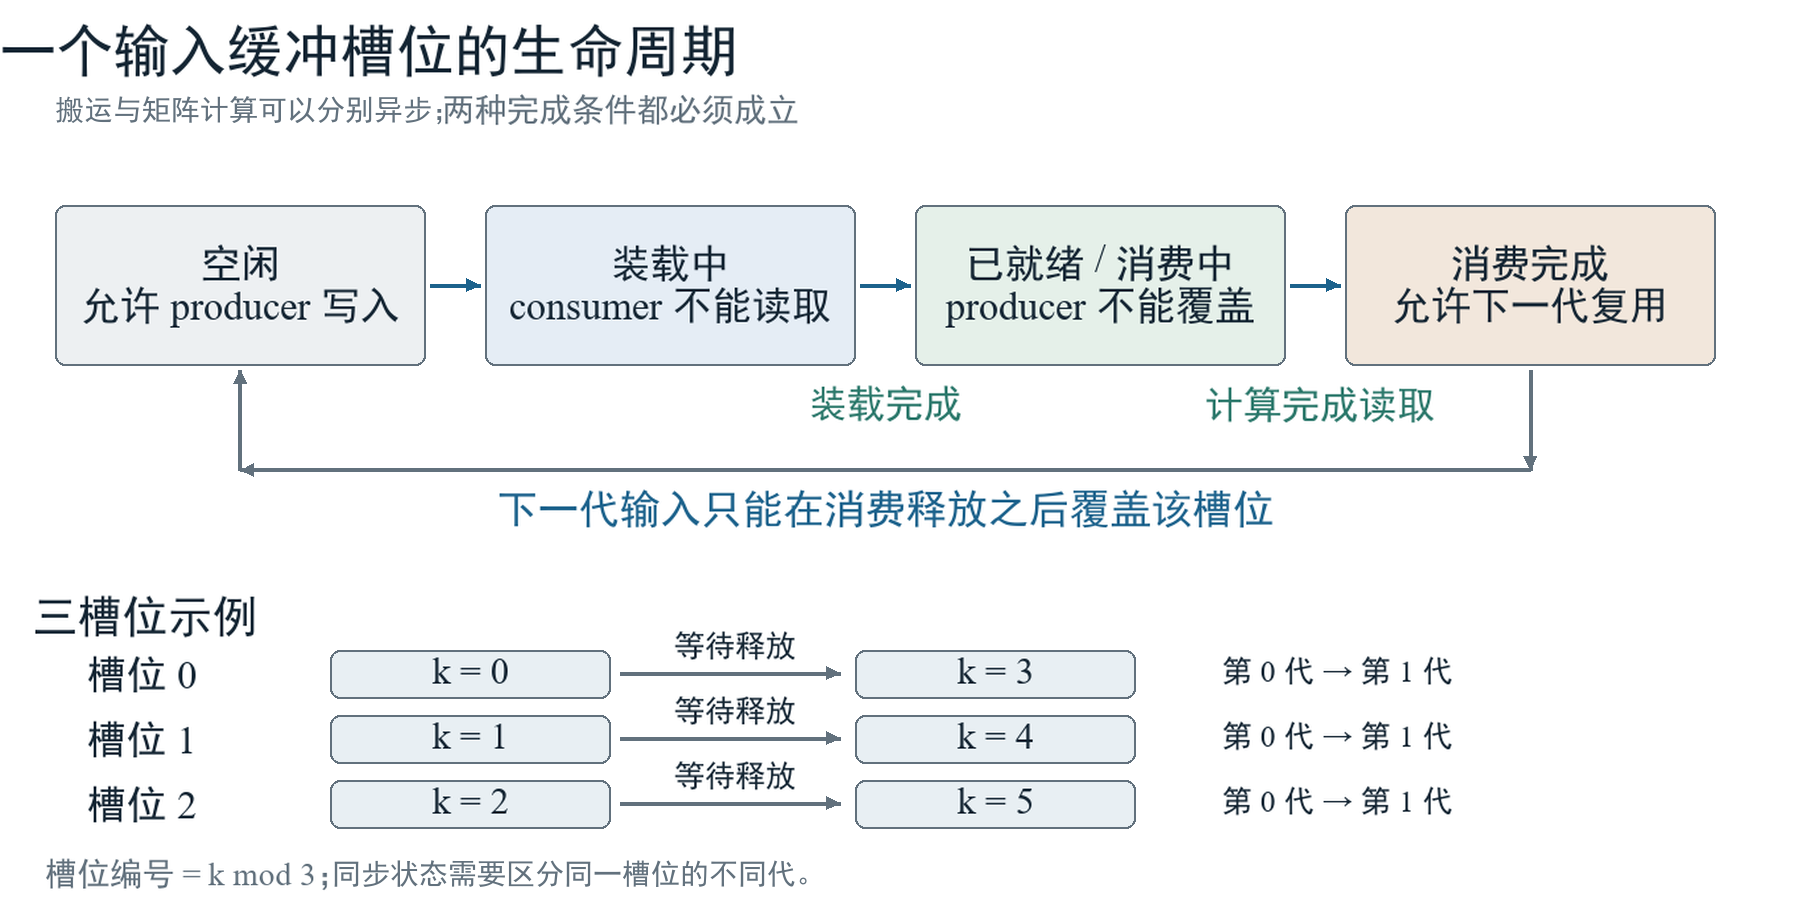 一个输入缓冲槽位的生命周期
搬运与矩阵计算可以分别异步;两种完成条件都必须成立
空闲
允许 producer 写入
装载中
consumer 不能读取
已就绪 / 消费中
producer 不能覆盖
消费完成
允许下一代复用
装载完成
计算完成读取
下一代输入只能在消费释放之后覆盖该槽位
三槽位示例
槽位 0
k = 0
等待释放
k = 3
第 0 代 → 第 1 代
槽位 1
k = 1
等待释放
k = 4
第 0 代 → 第 1 代
槽位 2
k = 2
等待释放
k = 5
第 0 代 → 第 1 代
槽位编号 = k mod 3;同步状态需要区分同一槽位的不同代。